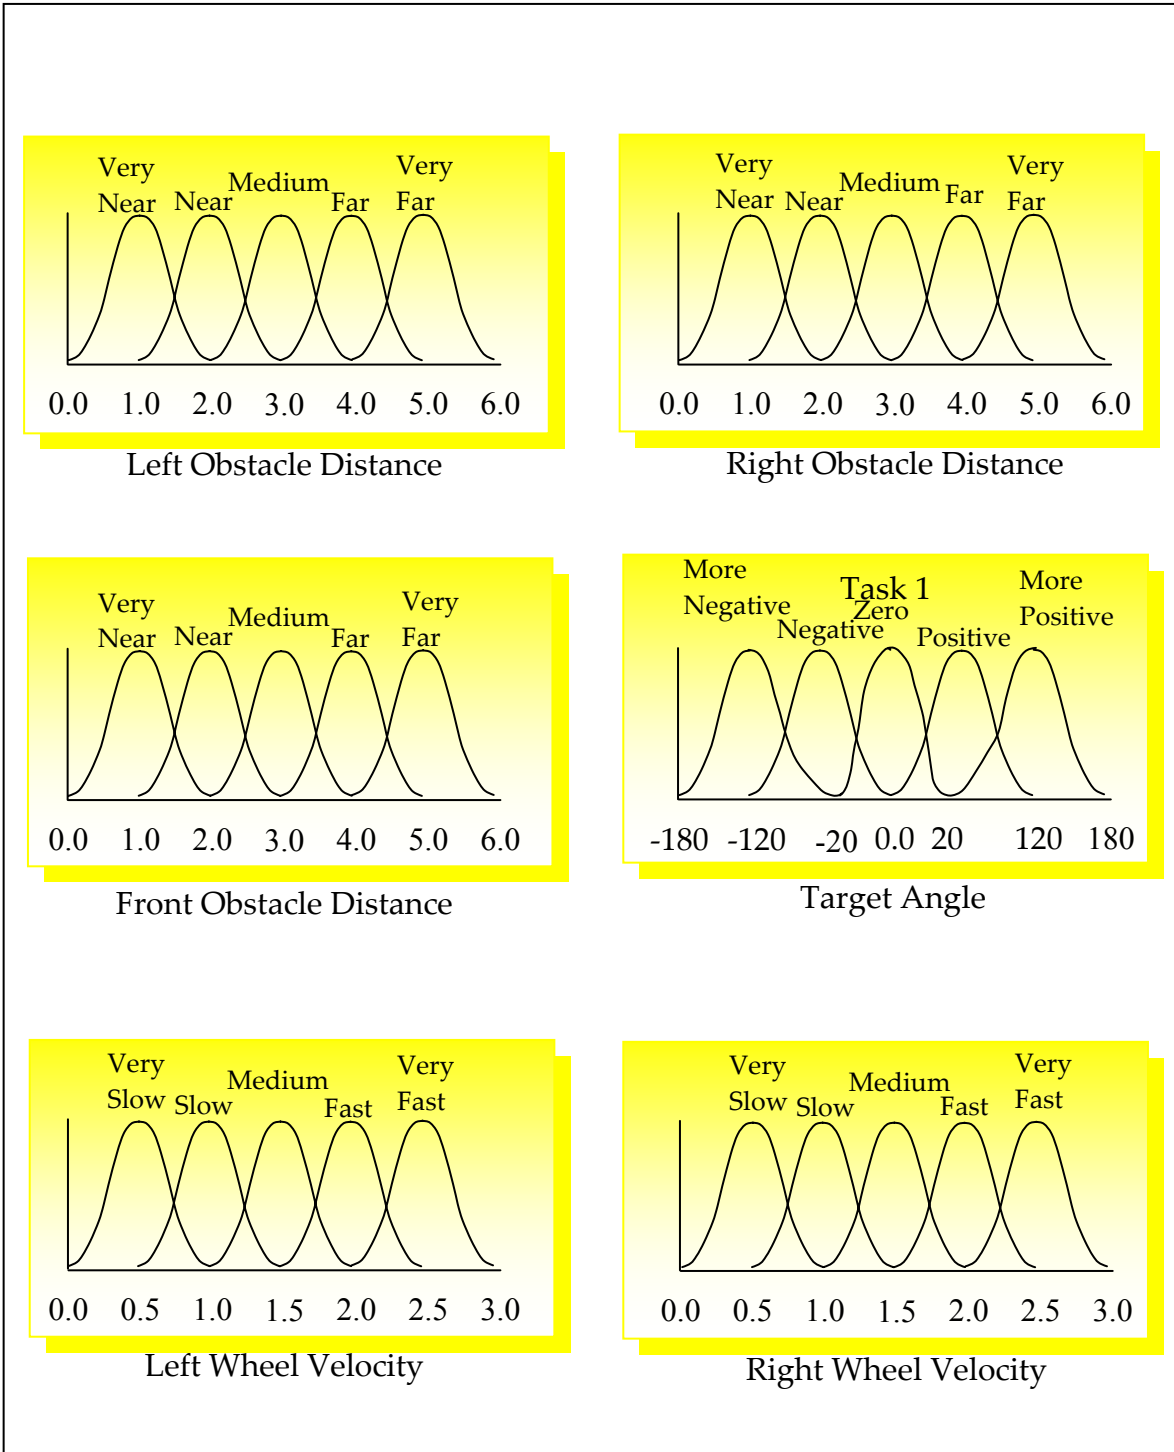 Very
Near
Near
Medium
Far
Very
Far
0.0 1.0 2.0 3.0 4.0 5.0 6.0
Left Obstacle Distance
Very
Near
Near
Medium
Far
Very
Far
0.0 1.0 2.0 3.0 4.0 5.0 6.0
Right Obstacle Distance
Very
Near
Near
Medium
Far
Very
Far
0.0 1.0 2.0 3.0 4.0 5.0 6.0
Front Obstacle Distance
More
Negative
Negative
Task 1
Zero
Positive
More
Positive
-180 -120 -20 0.0 20 120 180
Target Angle
Very
Slow
Slow
Medium
Fast
Very
Fast
0.0 0.5 1.0 1.5 2.0 2.5 3.0
Left Wheel Velocity
Very
Slow
Slow
Medium
Fast
Very
Fast
0.0 0.5 1.0 1.5 2.0 2.5 3.0
Right Wheel Velocity